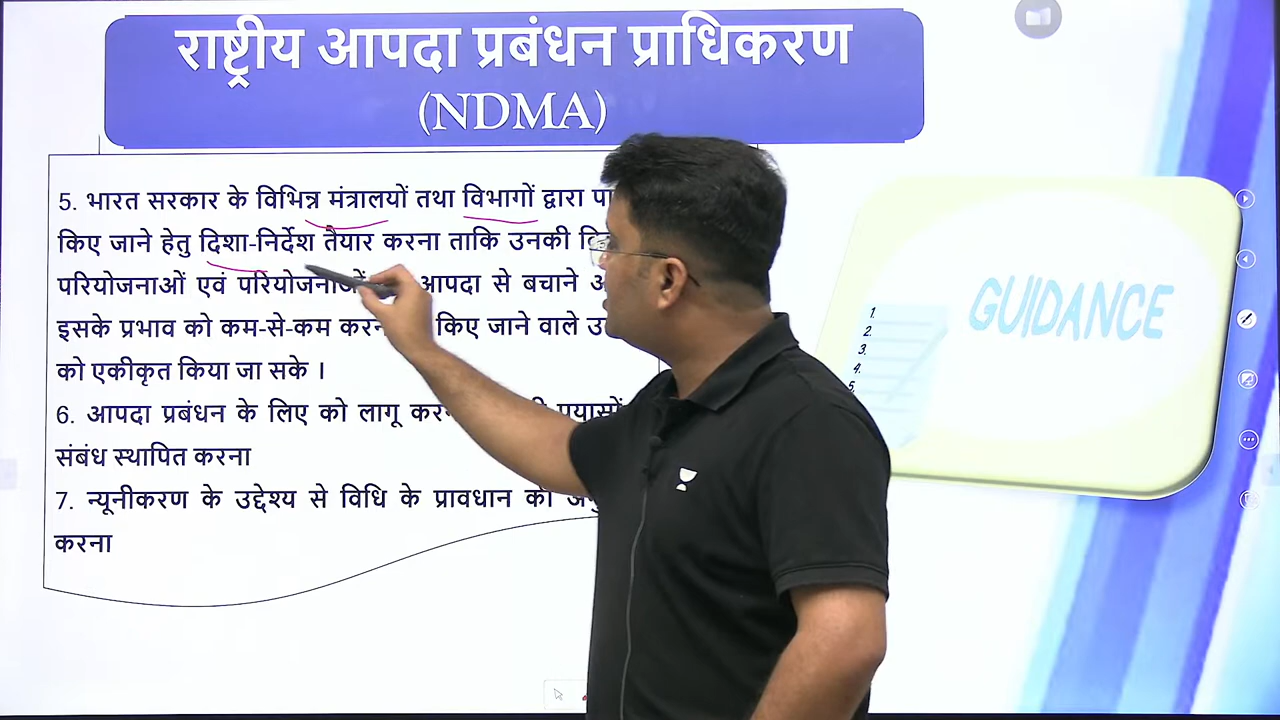 राष्ट्रीय आपदा प्रबंधन प्राधिकरण
(NDMA)
5. भारत सरकार के विभिन्न मंत्रालयों तथा विभागों द्वारा
किए जाने हेतु दिशा-निर्देश तैयार करना ताकि उनकी
परियोजनाओं एवं परियोजनाओं आपदा से बचाने
इसके प्रभाव को कम-से-कम किए जाने वाले
को एकीकृत किया जा सके ।
6. आपदा प्रबंधन के लिए को लागू
संबंध स्थापित करना
7. न्यूनीकरण के उद्देश्य से विधि के प्रावधान की
करना
GUIDANCE
1.
2.
3.
4.
5.